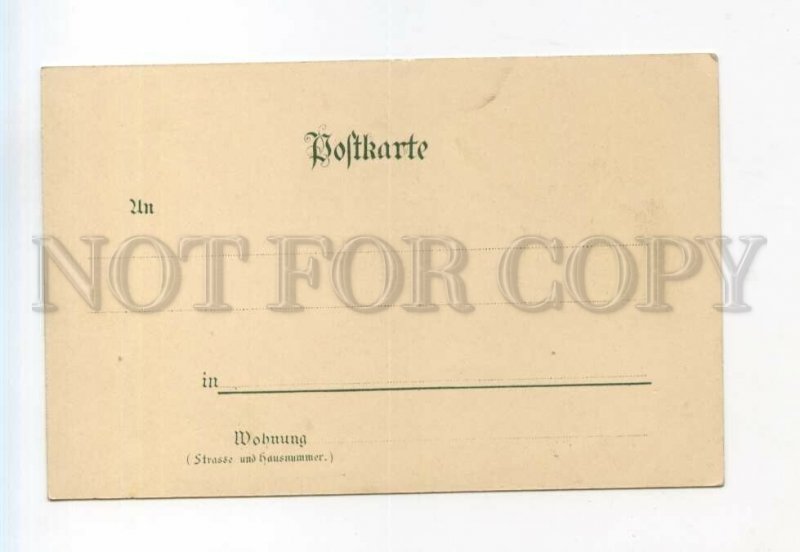 Postkarte
An
NOT FOR COPY
in
Wohnung
(Strasse und Hausnummer.)